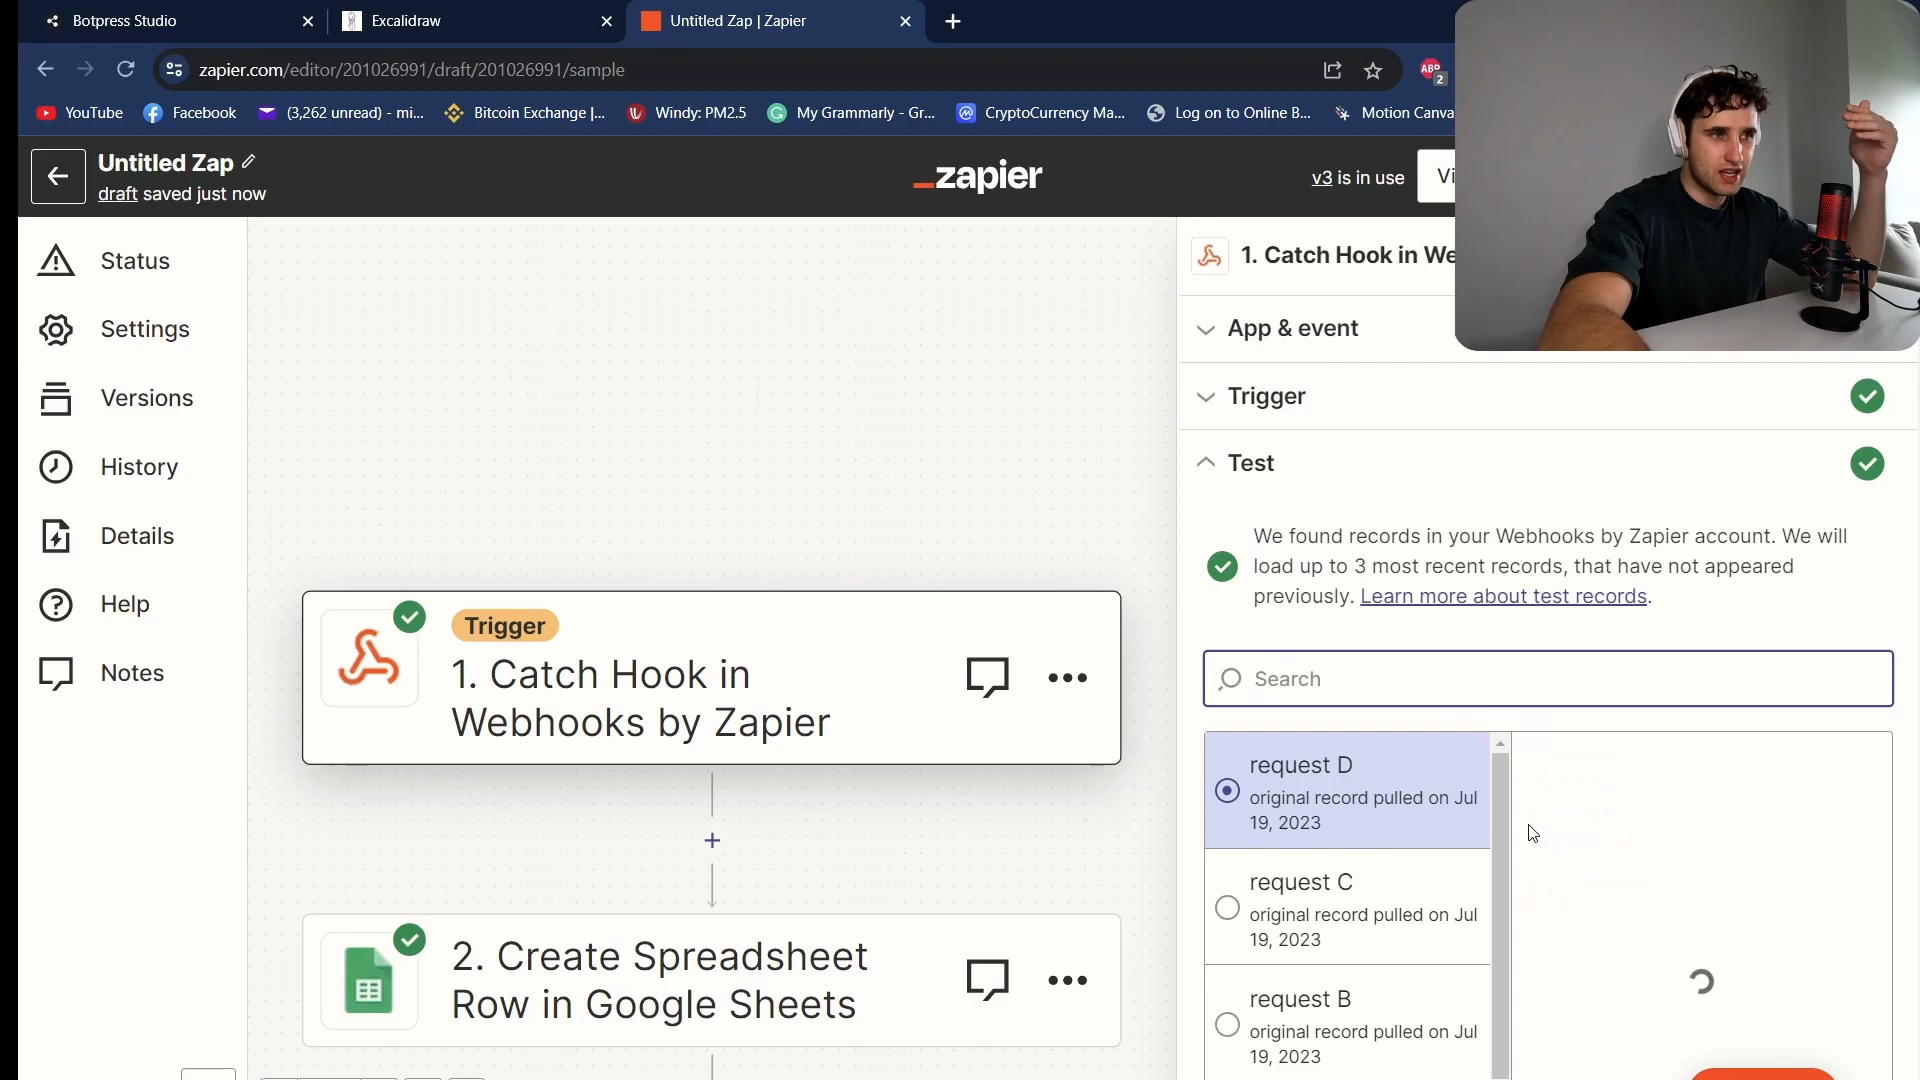 Botpress Studio
Excalidraw
Untitled Zap | Zapier
zapier.com/editor/201026991/draft/201026991/sample
ABP
2
YouTube
Facebook
(3,262 unread) - mi...
Bitcoin Exchange |...
Windy: PM2.5
My Grammarly - Gr...
CryptoCurrency Ma...
Log on to Online B...
Motion Canva
Untitled Zap
draft saved just now
_zapier
v3 is in use
Vi
Status
Settings
Versions
History
Details
Help
Notes
Trigger
1. Catch Hook in
Webhooks by Zapier
2. Create Spreadsheet
Row in Google Sheets
1. Catch Hook in We
App & event
Trigger
Test
We found records in your Webhooks by Zapier account. We will
load up to 3 most recent records, that have not appeared
previously. Learn more about test records.
Search
request D
original record pulled on Jul
19, 2023
request C
original record pulled on Jul
19, 2023
request B
original record pulled on Jul
19, 2023